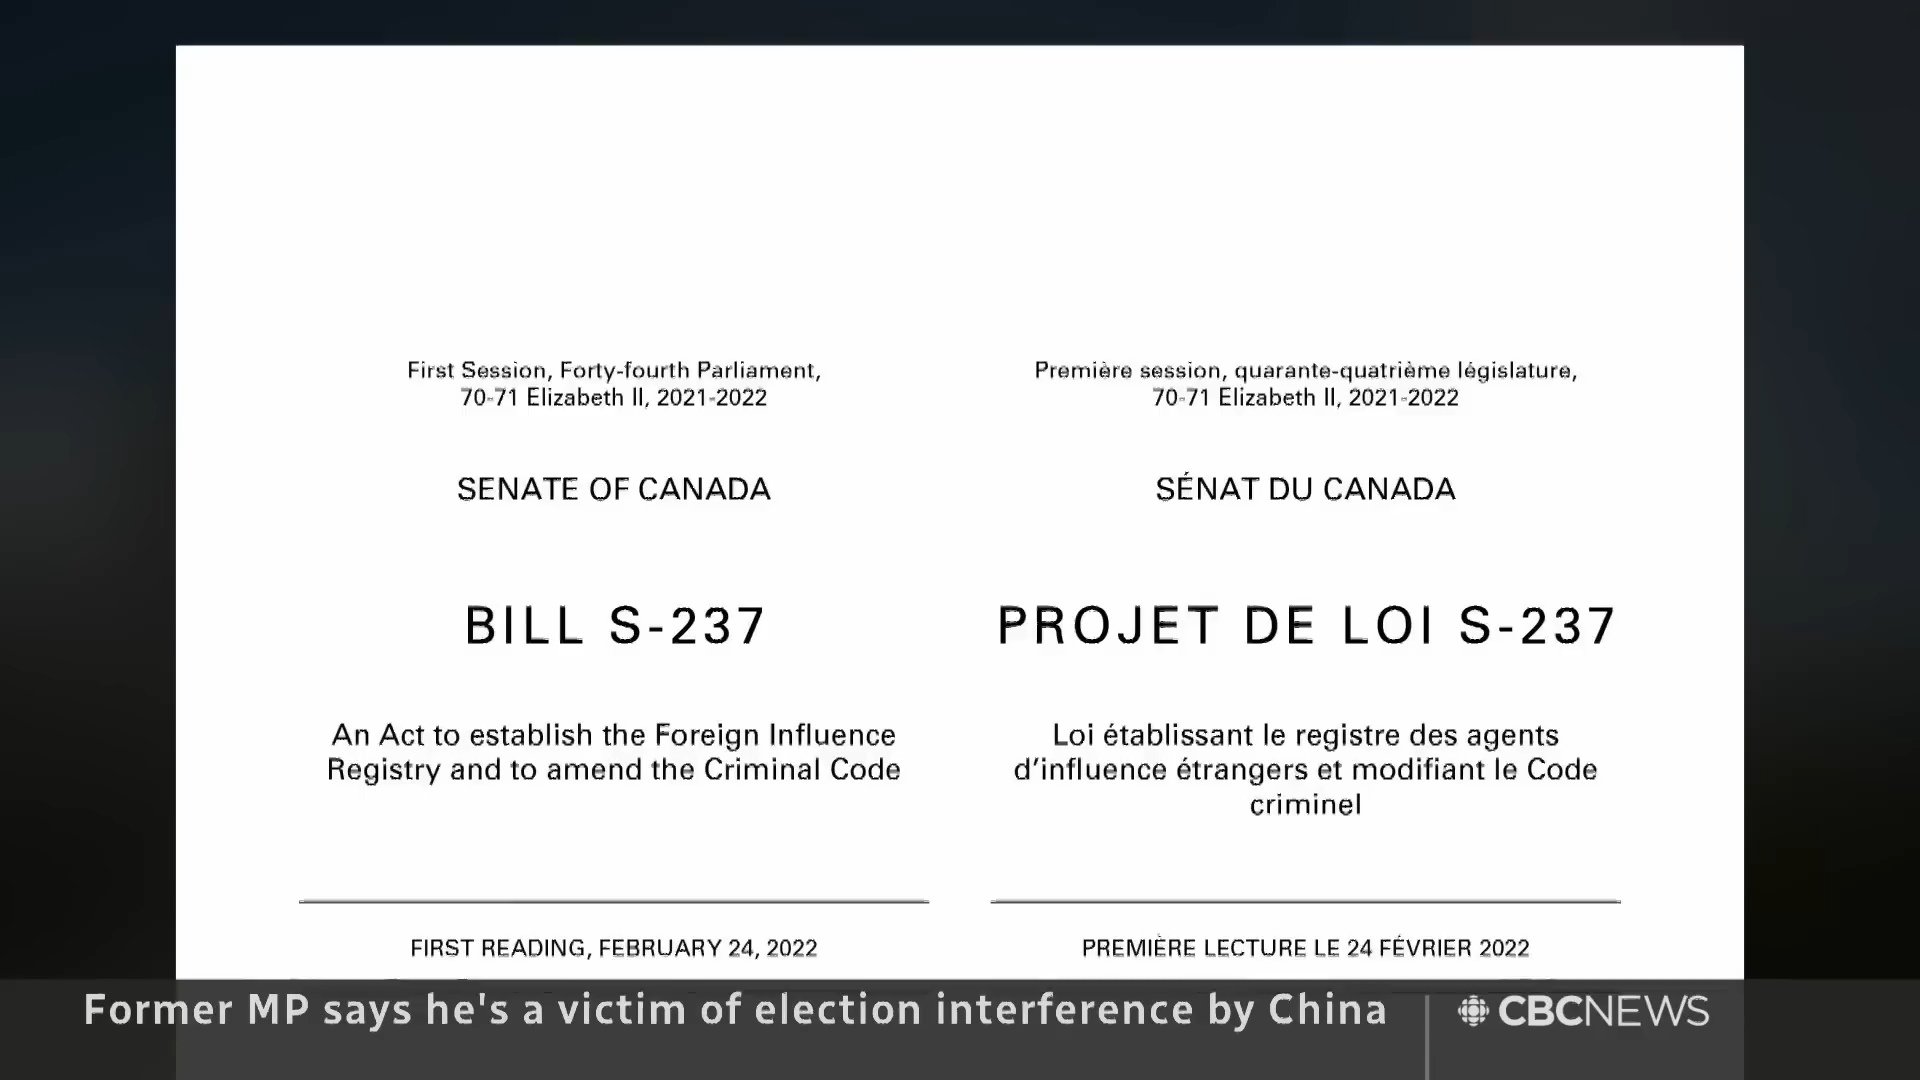 First Session, Forty-fourth Parliament,
70-71 Elizabeth II, 2021-2022
SENATE OF CANADA
BILL S-237
An Act to establish the Foreign Influence
Registry and to amend the Criminal Code
FIRST READING, FEBRUARY 24, 2022
Première session, quarante-quatrième législature,
70-71 Elizabeth II, 2021-2022
SÉNAT DU CANADA
PROJET DE LOI S-237
Loi établissant le registre des agents
d’influence étrangers et modifiant le Code
criminel
PREMIÈRE LECTURE LE 24 FÉVRIER 2022
Former MP says he's a victim of election interference by China
CBCNEWS